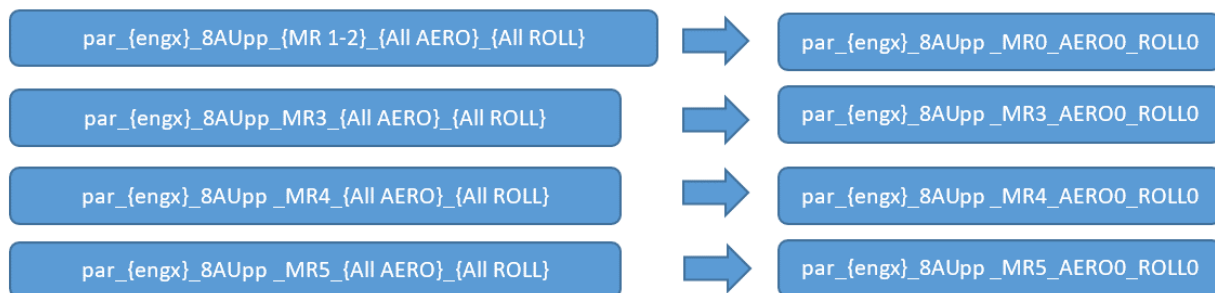 par_{engx}_8AUpp_{MR 1-2}_{All AERO}_{All ROLL}
par_{engx}_8AUpp _MR0_AERO0_ROLL0
par_{engx}_8AUpp_MR3_{All AERO}_{All ROLL}
par_{engx}_8AUpp _MR3_AERO0_ROLL0
par_{engx}_8AUpp _MR4_{All AERO}_{All ROLL}
par_{engx}_8AUpp _MR4_AERO0_ROLL0
par_{engx}_8AUpp _MR5_{All AERO}_{All ROLL}
par_{engx}_8AUpp _MR5_AERO0_ROLL0